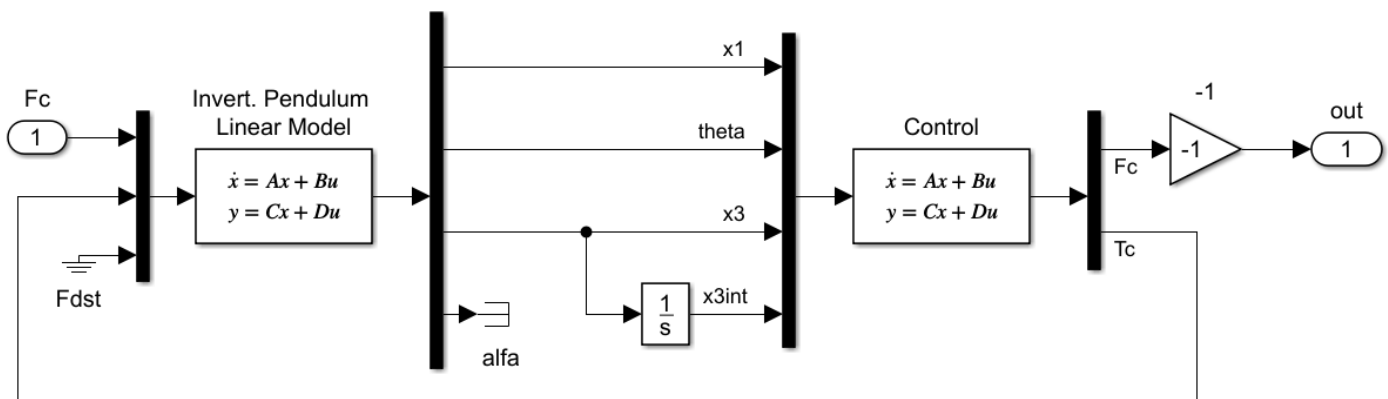 Fc
1
Fdst
Invert. Pendulum
Linear Model
ẋ = Ax + Bu
y = Cx + Du
x1
theta
x3
x3int
1
s
alfa
Control
ẋ = Ax + Bu
y = Cx + Du
Fc
Tc
-1
-1
out
1